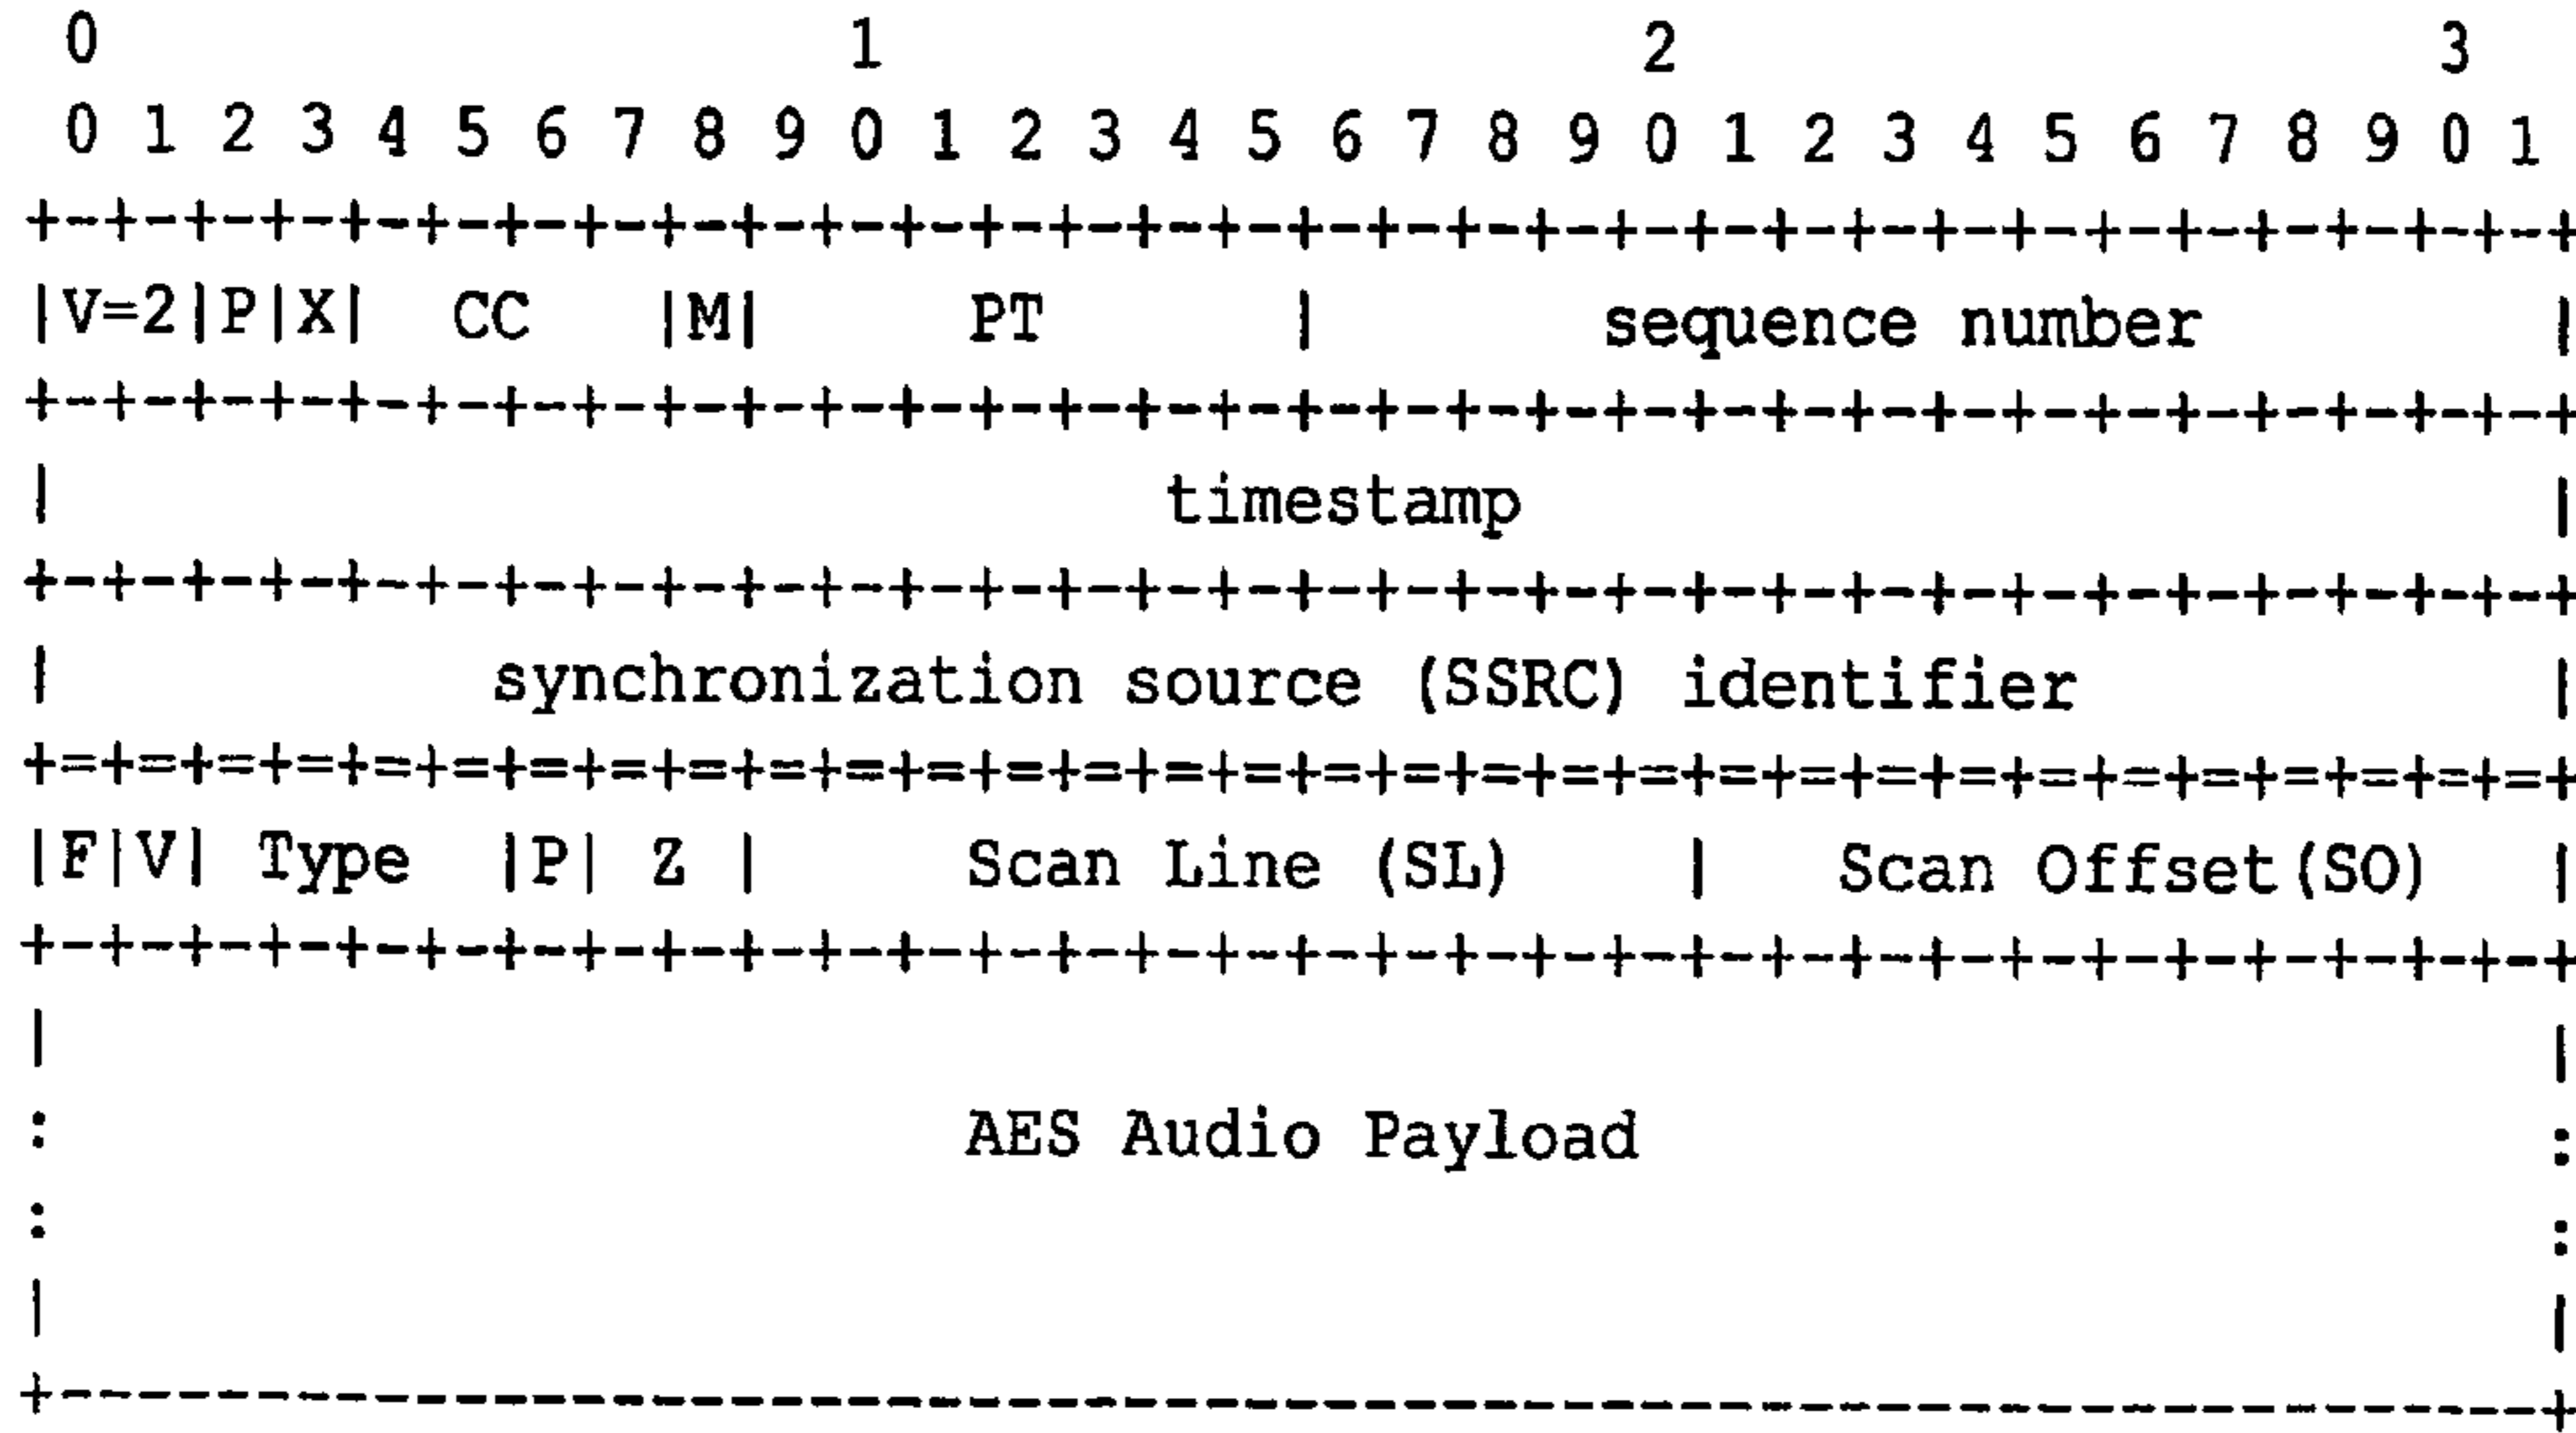 0                   1                   2                   3
 0 1 2 3 4 5 6 7 8 9 0 1 2 3 4 5 6 7 8 9 0 1 2 3 4 5 6 7 8 9 0 1
+-+-+-+-+-+-+-+-+-+-+-+-+-+-+-+-+-+-+-+-+-+-+-+-+-+-+-+-+-+-+-+-+
|V=2|P|X|  CC   |M|     PT      |       sequence number         |
+-+-+-+-+-+-+-+-+-+-+-+-+-+-+-+-+-+-+-+-+-+-+-+-+-+-+-+-+-+-+-+-+
|                            timestamp                          |
+-+-+-+-+-+-+-+-+-+-+-+-+-+-+-+-+-+-+-+-+-+-+-+-+-+-+-+-+-+-+-+-+
|           synchronization source (SSRC) identifier            |
+=+=+=+=+=+=+=+=+=+=+=+=+=+=+=+=+=+=+=+=+=+=+=+=+=+=+=+=+=+=+=+=+
|F|V| Type  |P| Z |     Scan Line (SL)    |   Scan Offset(SO)   |
+-+-+-+-+-+-+-+-+-+-+-+-+-+-+-+-+-+-+-+-+-+-+-+-+-+-+-+-+-+-+-+-+
|                                                               |
:                       AES Audio Payload                       :
:                                                               :
|                                                               |
+---------------------------------------------------------------+